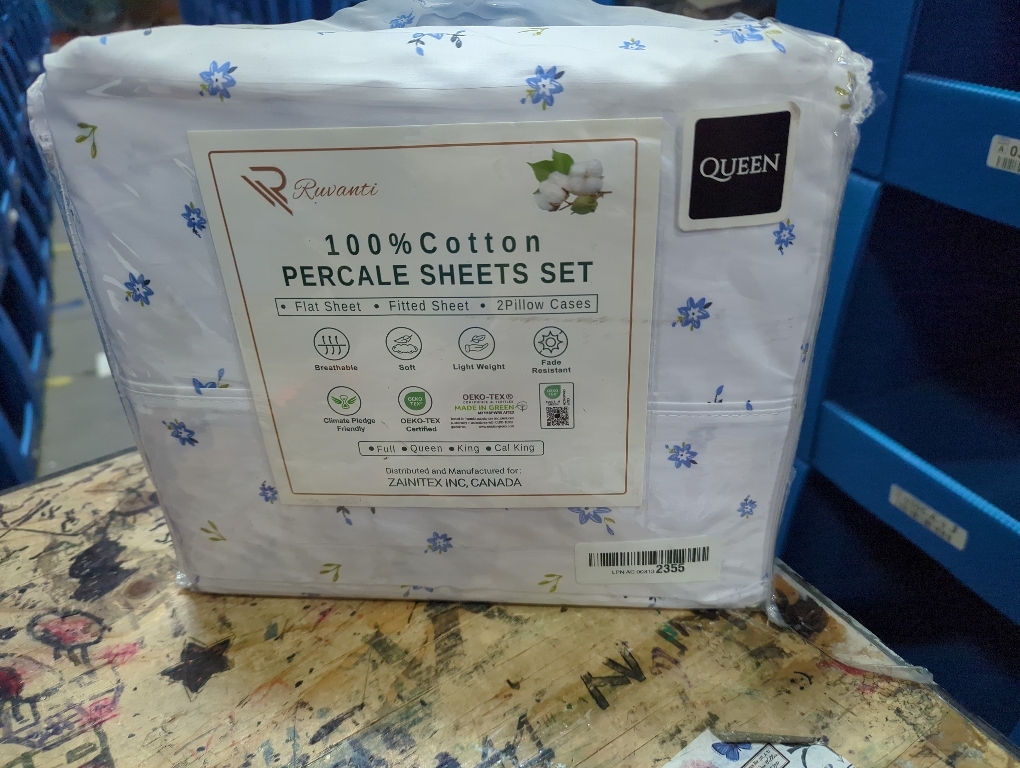 Ruvanti
QUEEN
100% Cotton
PERCALE SHEETS SET
• Flat Sheet • Fitted Sheet • 2Pillow Cases
Breathable
Soft
Light Weight
Fade
Resistant
Climate Pledge
Friendly
OEKO
TEX
OEKO-TEX
Certified
OEKO-TEX®
MADE IN GREEN
• Full • Queen • King • Cal King
Distributed and Manufactured for:
ZAINITEX INC, CANADA
2355